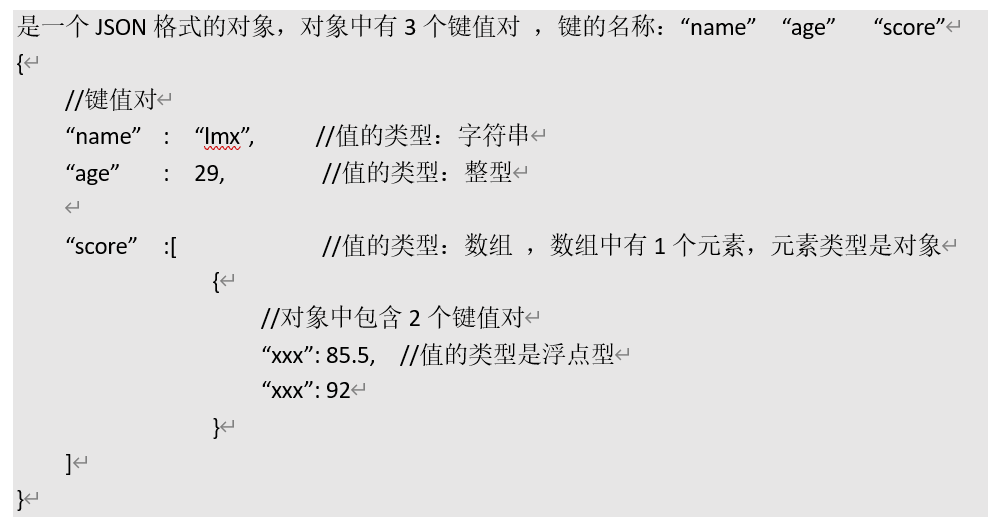 是一个 JSON 格式的对象，对象中有 3 个键值对 ，键的名称：“name” “age” “score”↵
{↵
//键值对↵
“name” : “lmx”, //值的类型：字符串↵
“age” : 29, //值的类型：整型↵
↵
“score” :[ //值的类型：数组 ，数组中有 1 个元素，元素类型是对象↵
{↵
//对象中包含 2 个键值对↵
“xxx”: 85.5, //值的类型是浮点型↵
“xxx”: 92↵
}↵
]↵
}↵